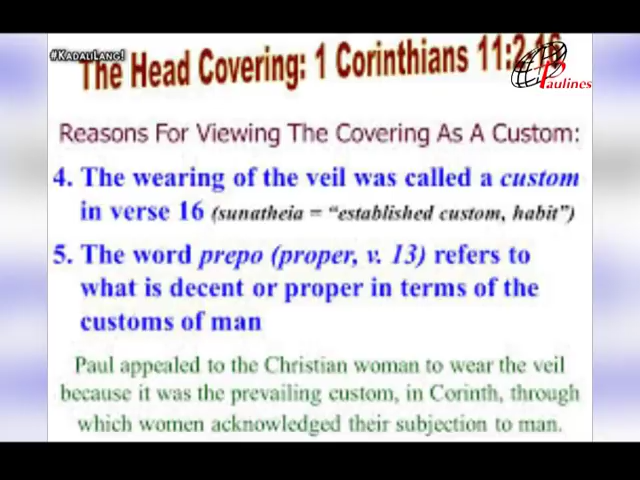 #KADALILANG!
The Head Covering: 1 Corinthians 11:2-16
Paulines
Reasons For Viewing The Covering As A Custom:
4. The wearing of the veil was called a custom
in verse 16 (sunatheia = “established custom, habit”)
5. The word prepo (proper, v. 13) refers to
what is decent or proper in terms of the
customs of man
Paul appealed to the Christian woman to wear the veil
because it was the prevailing custom, in Corinth, through
which women acknowledged their subjection to man.